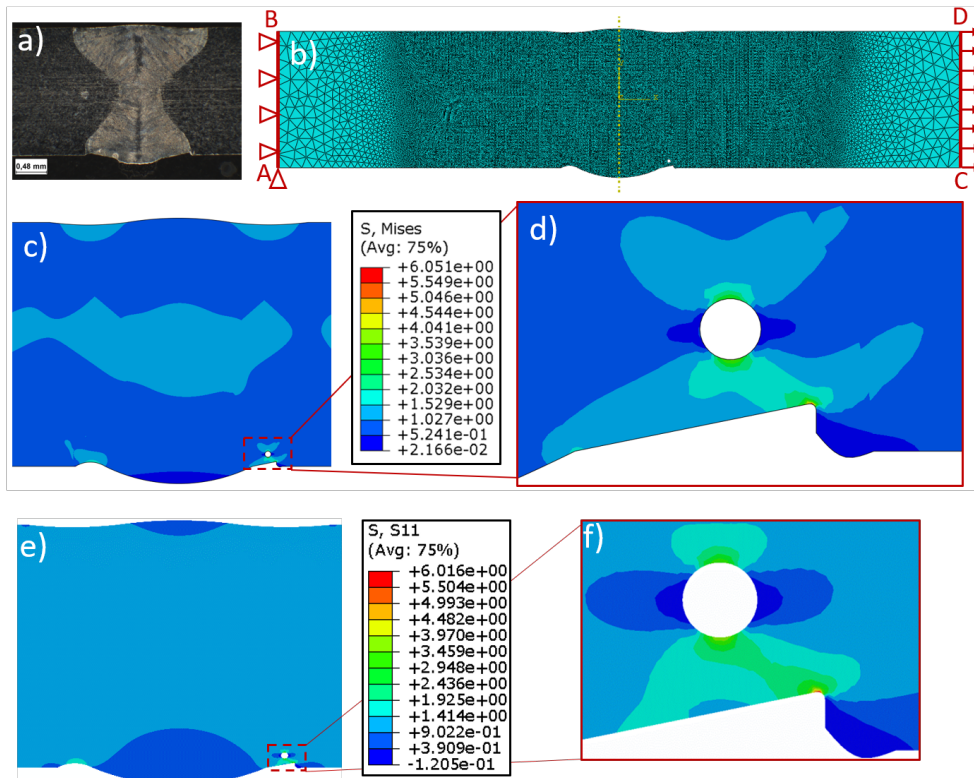 a)
0,48 mm
B
D
b)
A
C
c)
S, Mises
(Avg: 75%)
+6.051e+00
+5.549e+00
+5.046e+00
+4.544e+00
+4.041e+00
+3.539e+00
+3.036e+00
+2.534e+00
+2.032e+00
+1.529e+00
+1.027e+00
+5.241e-01
+2.166e-02
d)
e)
S, S11
(Avg: 75%)
+6.016e+00
+5.504e+00
+4.993e+00
+4.482e+00
+3.970e+00
+3.459e+00
+2.948e+00
+2.436e+00
+1.925e+00
+1.414e+00
+9.022e-01
+3.909e-01
-1.205e-01
f)